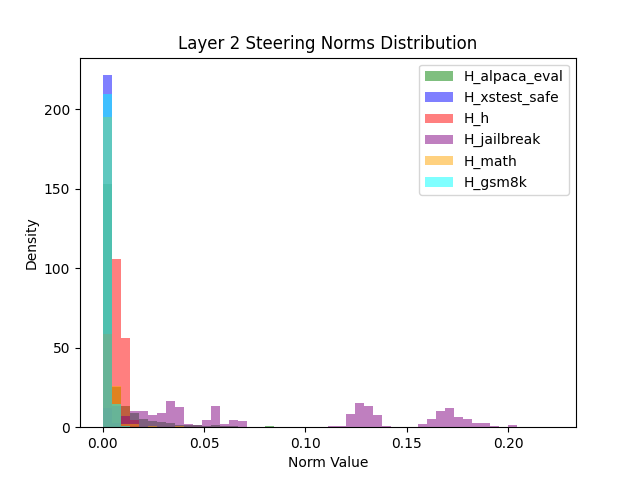 Layer 2 Steering Norms Distribution
H_alpaca_eval
H_xstest_safe
H_h
H_jailbreak
H_math
H_gsm8k
Density
200
150
100
50
0
0.00 0.05 0.10 0.15 0.20
Norm Value